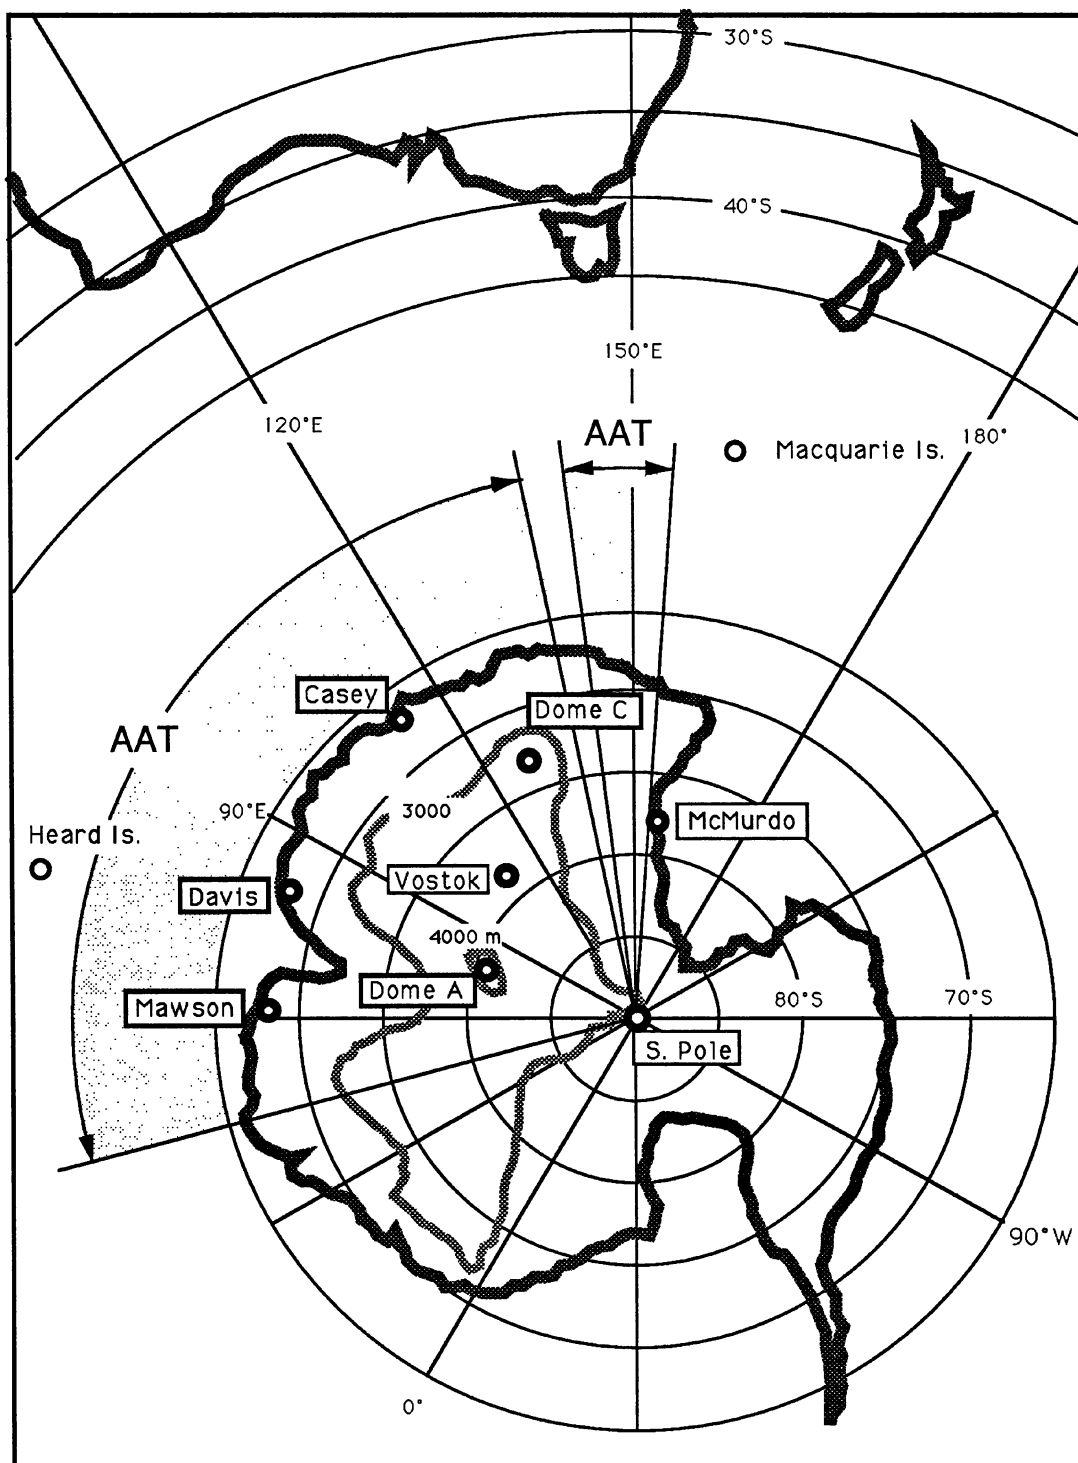 30°S
40°S
150°E
120°E
AAT
Macquarie Is.
180°
Casey
Dome C
AAT
90°E
3000
McMurdo
Heard Is.
Vostok
Davis
4000 m
Dome A
Mawson
80°S
70°S
S. Pole
90°W
0°